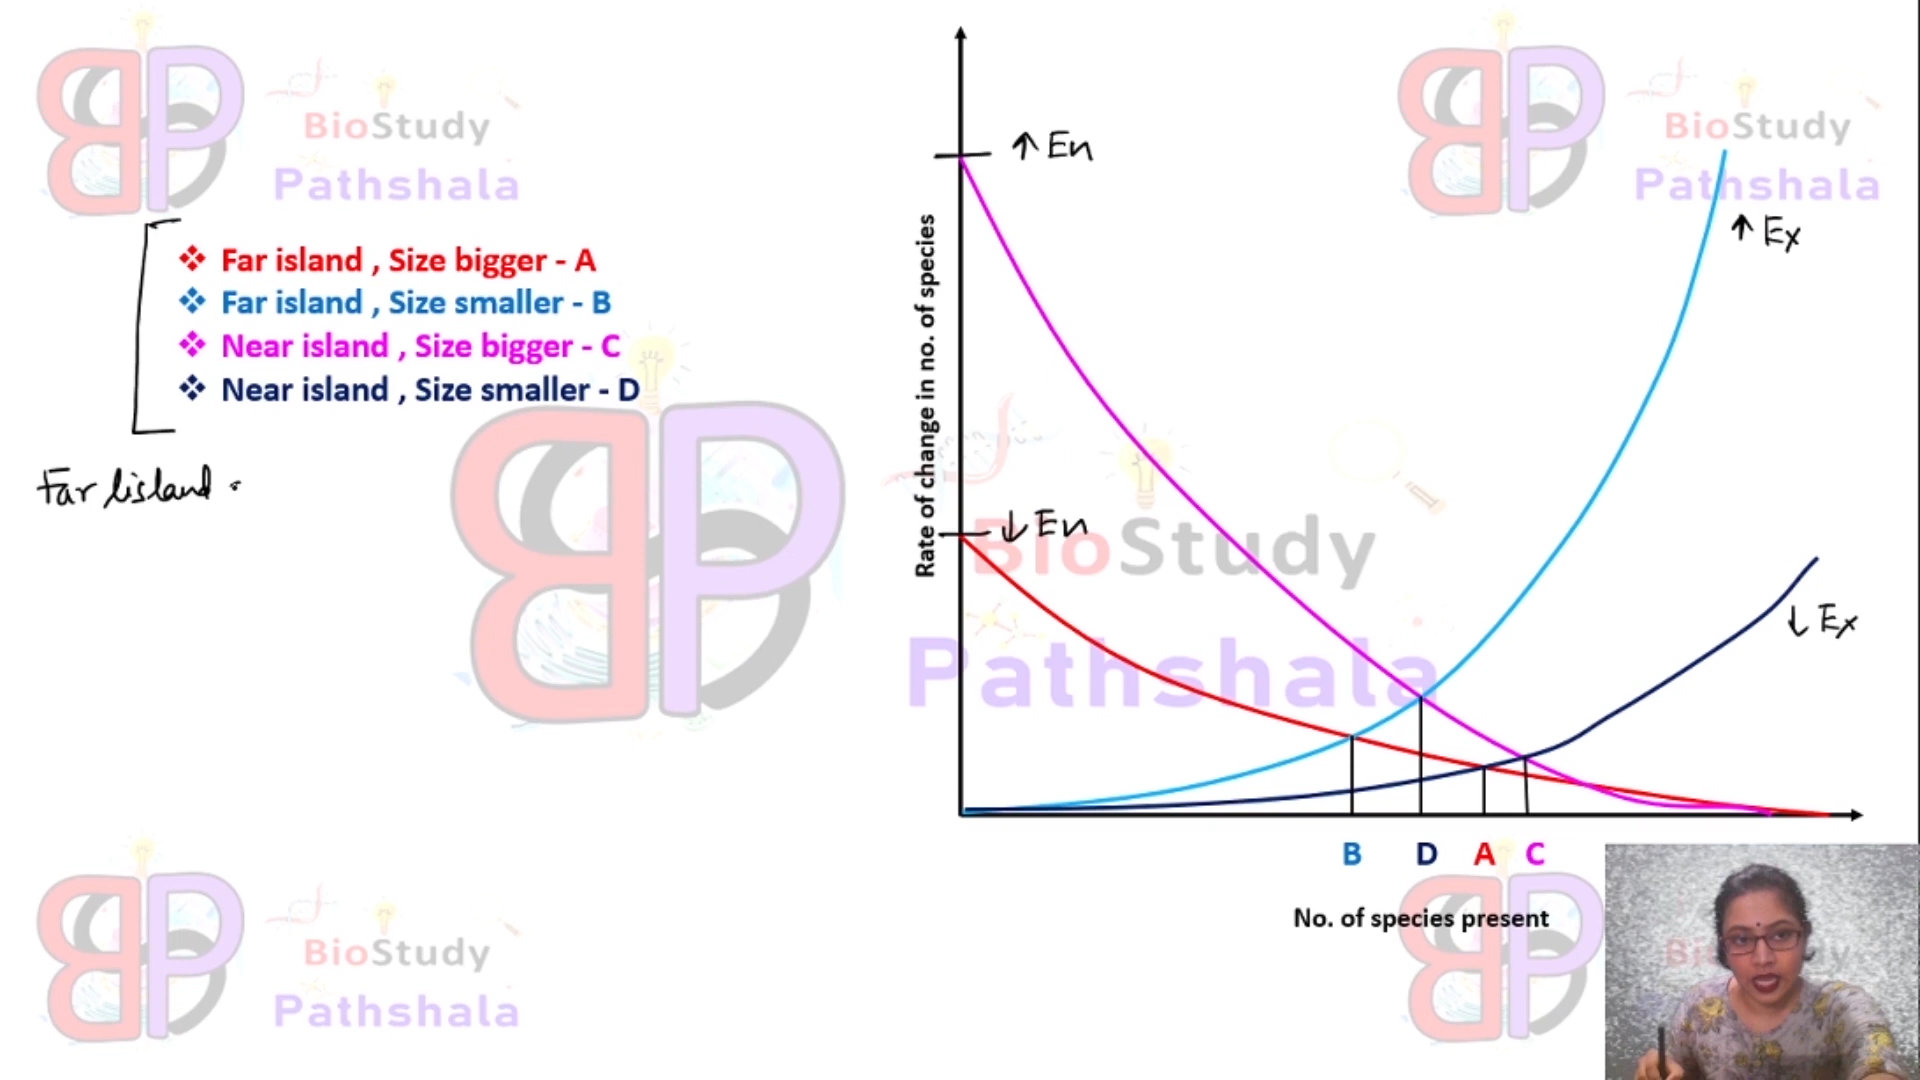 BioStudy
Pathshala
BioStudy
Pathshala
❖ Far island , Size bigger - A
❖ Far island , Size smaller - B
❖ Near island , Size bigger - C
❖ Near island , Size smaller - D
Far island -
Rate of change in no. of species
↑ En
↓ En
↑ Ex
↓ Ex
BioStudy
Pathshala
B D A C
No. of species present
BioStudy
Pathshala